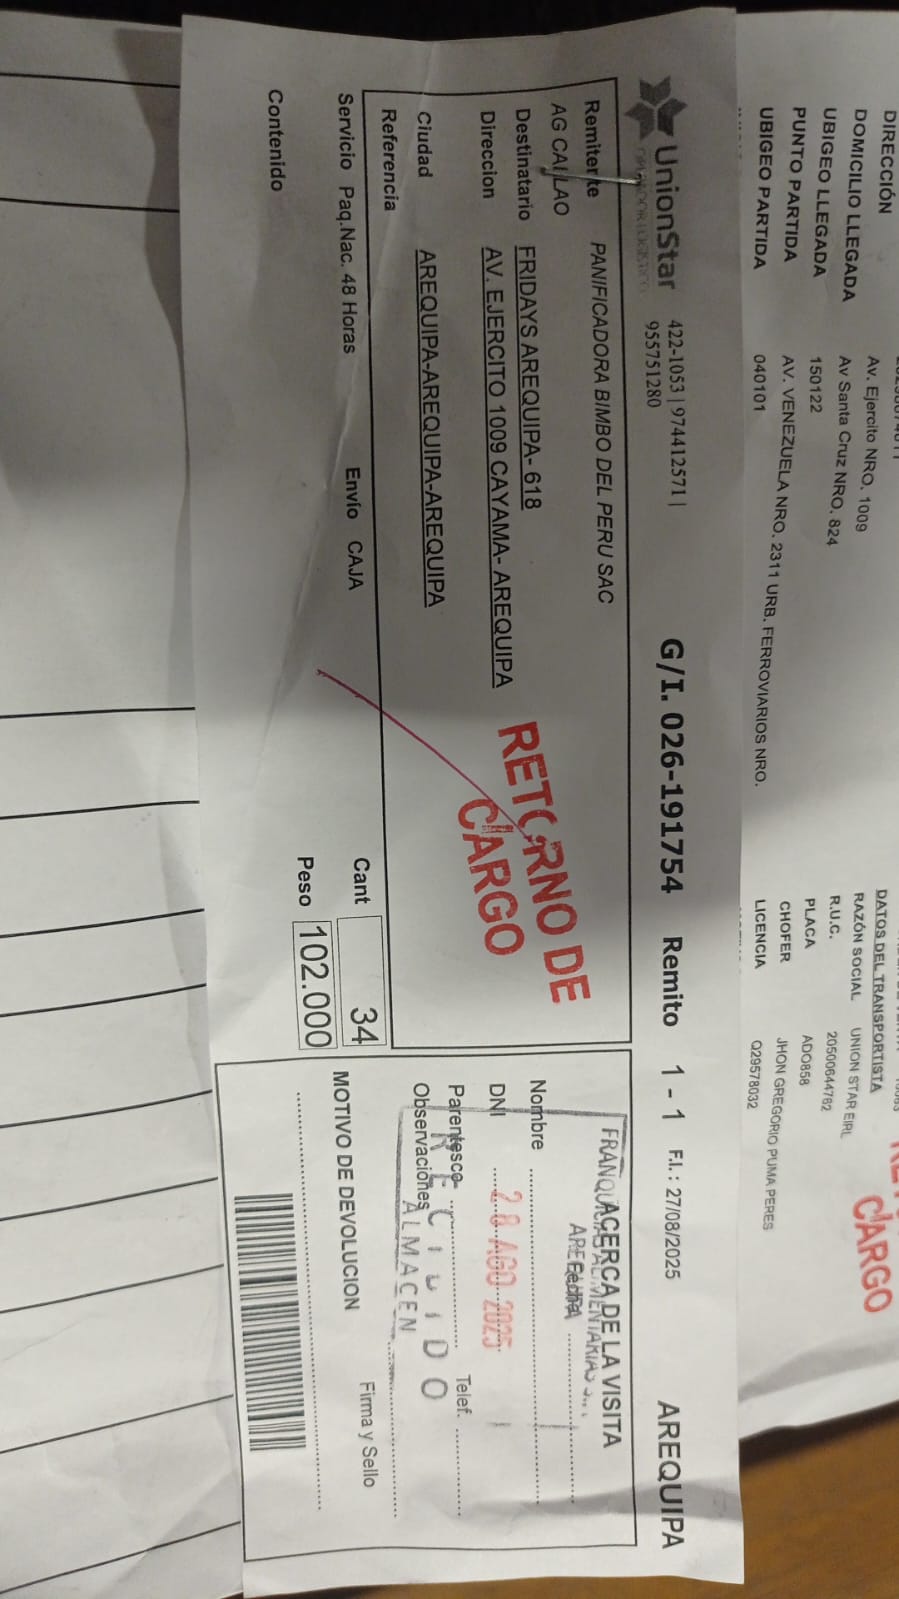 DIRECCIÓN Av. Ejercito NRO. 1009
DOMICILIO LLEGADA Av Santa Cruz NRO. 824
UBIGEO LLEGADA 150122
PUNTO PARTIDA AV. VENEZUELA NRO. 2311 URB. FERROVIARIOS NRO.
UBIGEO PARTIDA 040101
DATOS DEL TRANSPORTISTA
RAZÓN SOCIAL UNION STAR EIRL
R.U.C. 20500644762
PLACA ADO858
CHOFER JHON GREGORIO PUMA PERES
LICENCIA Q29578032
CARGO
UnionStar 422-1053 | 974412571 |
OPERADOR LOGISTICO 955751280
G/I. 026-191754 Remito 1 - 1 F.I.: 27/08/2025 AREQUIPA
Remitente PANIFICADORA BIMBO DEL PERU SAC
AG CALLAO
Destinatario FRIDAYS AREQUIPA- 618
Direccion AV. EJERCITO 1009 CAYAMA- AREQUIPA
Ciudad AREQUIPA-AREQUIPA-AREQUIPA
Referencia
RETORNO DE
CARGO
Servicio Paq.Nac. 48 Horas Envío CAJA
Cant 34
Peso 102.000
Contenido
ACERCA DE LA VISITA
Fecha
Nombre
DNI
28 AGO 2025
Parentesco Telef.
Observaciones
RECIBIDO
ALMACEN
Firma y Sello
MOTIVO DE DEVOLUCION